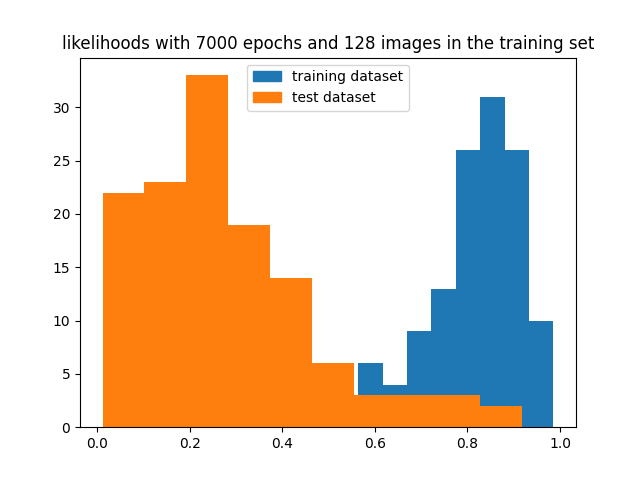 likelihoods with 7000 epochs and 128 images in the training set
training dataset
test dataset
30
25
20
15
10
5
0
0.0 0.2 0.4 0.6 0.8 1.0